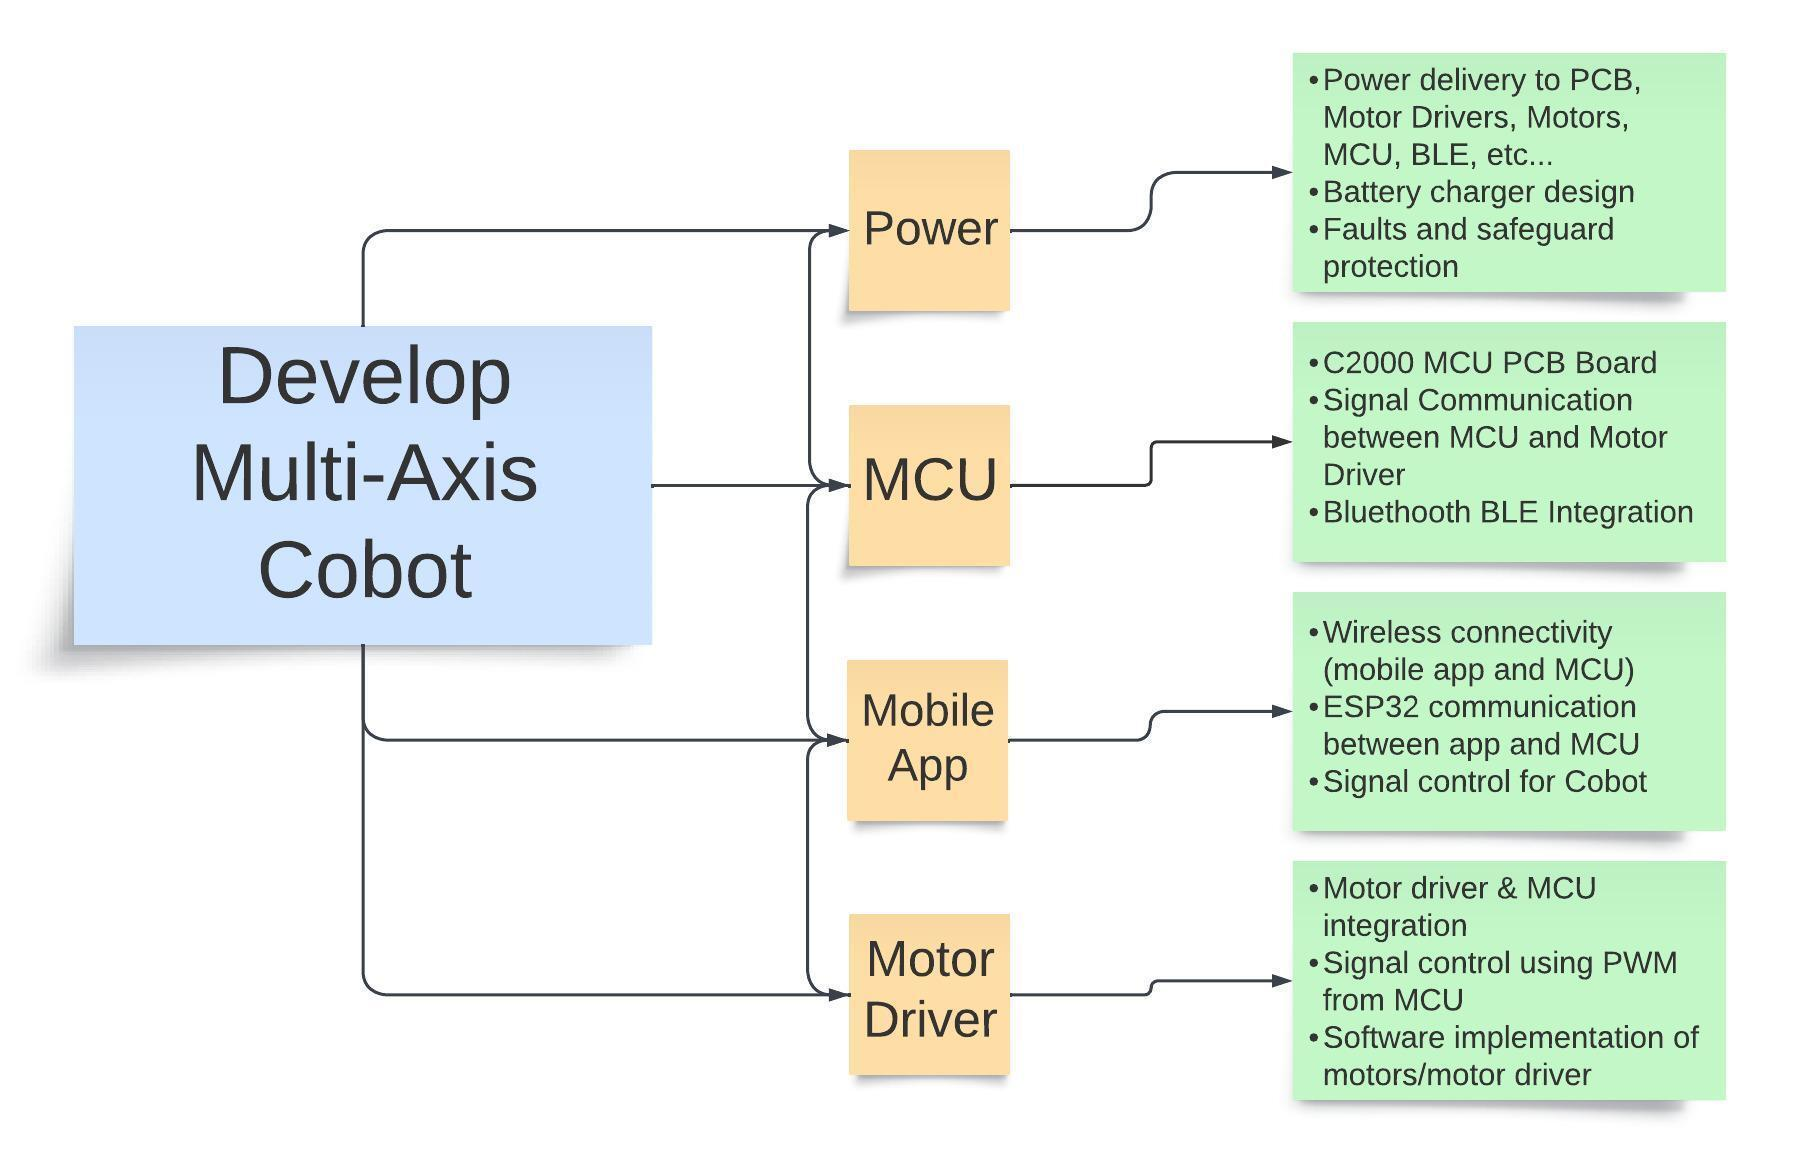 Develop
Multi-Axis
Cobot
Power
•Power delivery to PCB,
Motor Drivers, Motors,
MCU, BLE, etc...
•Battery charger design
•Faults and safeguard
protection
MCU
•C2000 MCU PCB Board
•Signal Communication
between MCU and Motor
Driver
•Bluethooth BLE Integration
Mobile
App
•Wireless connectivity
(mobile app and MCU)
•ESP32 communication
between app and MCU
•Signal control for Cobot
Motor
Driver
•Motor driver & MCU
integration
•Signal control using PWM
from MCU
•Software implementation of
motors/motor driver